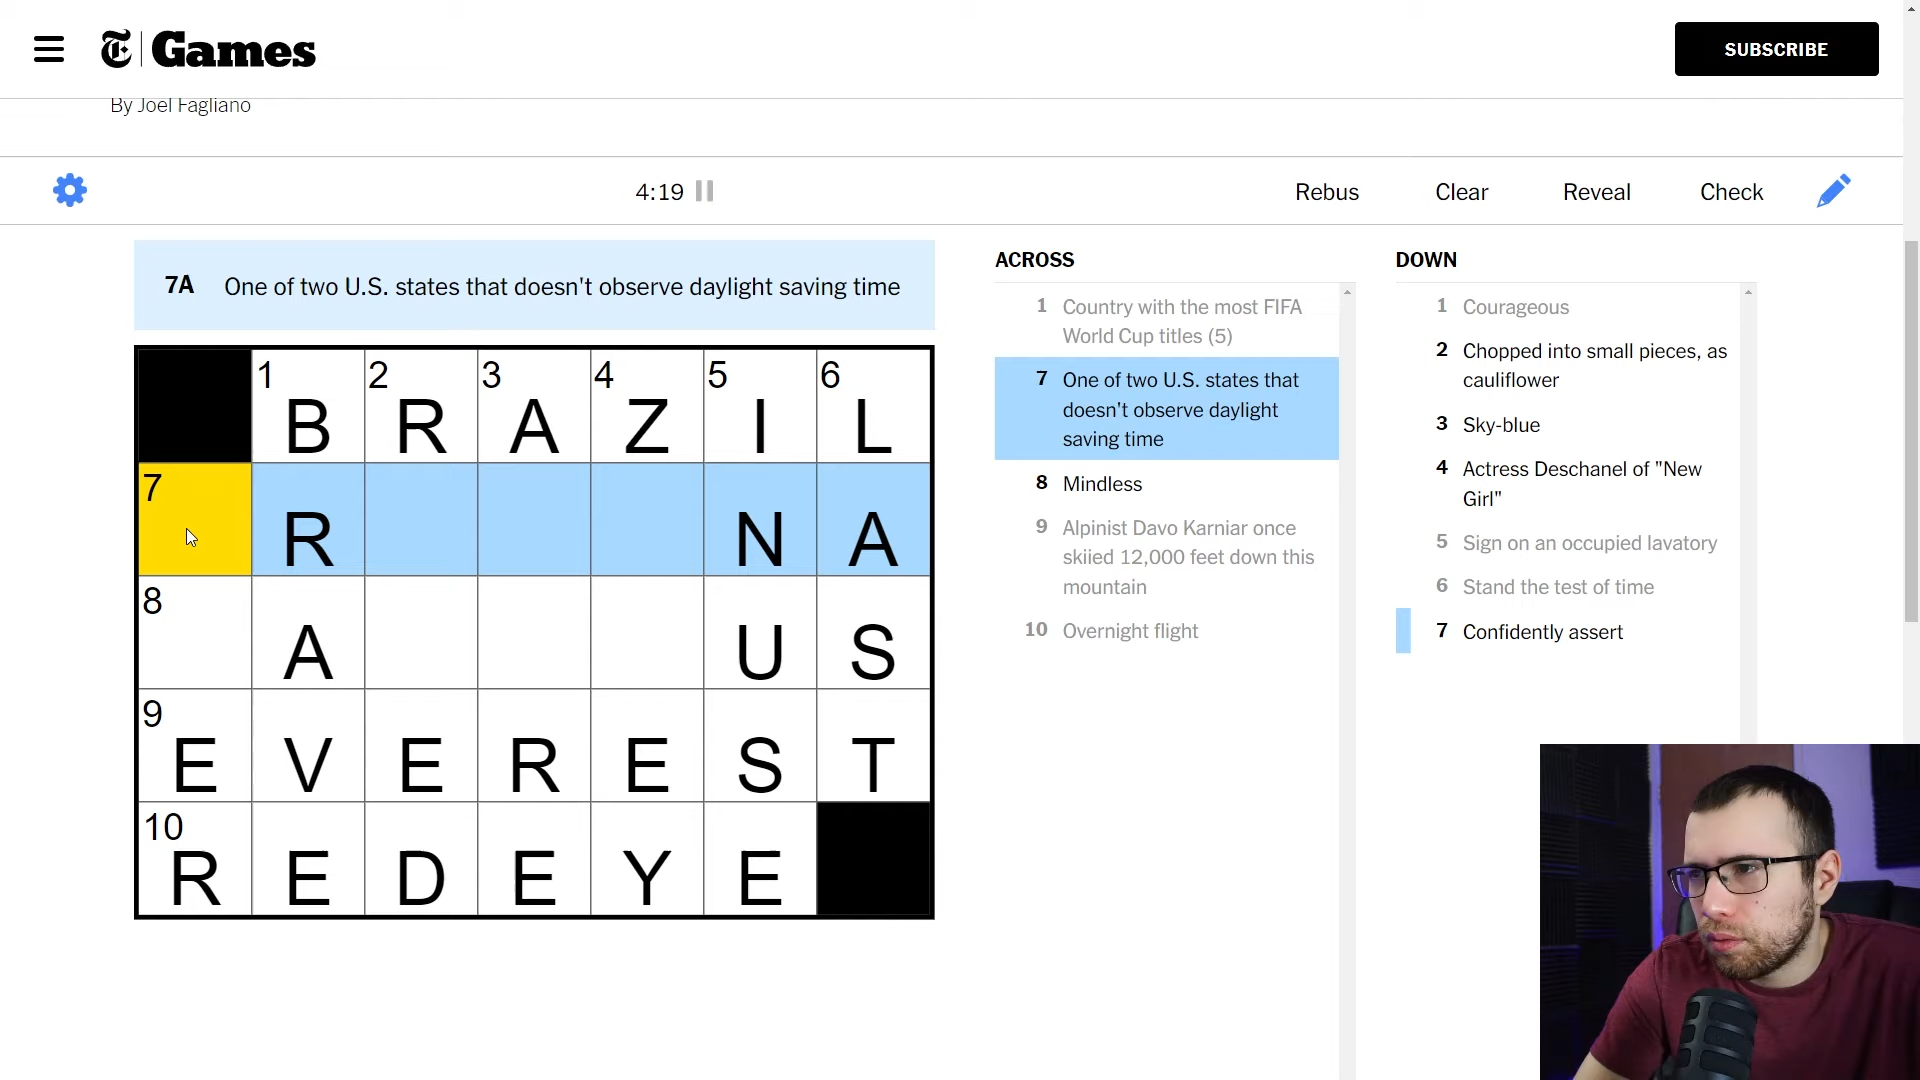 T | Games
SUBSCRIBE
By Joel Fagliano
4:19
Rebus
Clear
Reveal
Check
7A One of two U.S. states that doesn't observe daylight saving time
1 2 3 4 5 6
B R A Z I L
7
R N A
8
A U S
9
E V E R E S T
10
R E D E Y E
ACROSS
1 Country with the most FIFA
World Cup titles (5)
7 One of two U.S. states that
doesn't observe daylight
saving time
8 Mindless
9 Alpinist Davo Karniar once
skiied 12,000 feet down this
mountain
10 Overnight flight
DOWN
1 Courageous
2 Chopped into small pieces, as
cauliflower
3 Sky-blue
4 Actress Deschanel of "New
Girl"
5 Sign on an occupied lavatory
6 Stand the test of time
7 Confidently assert